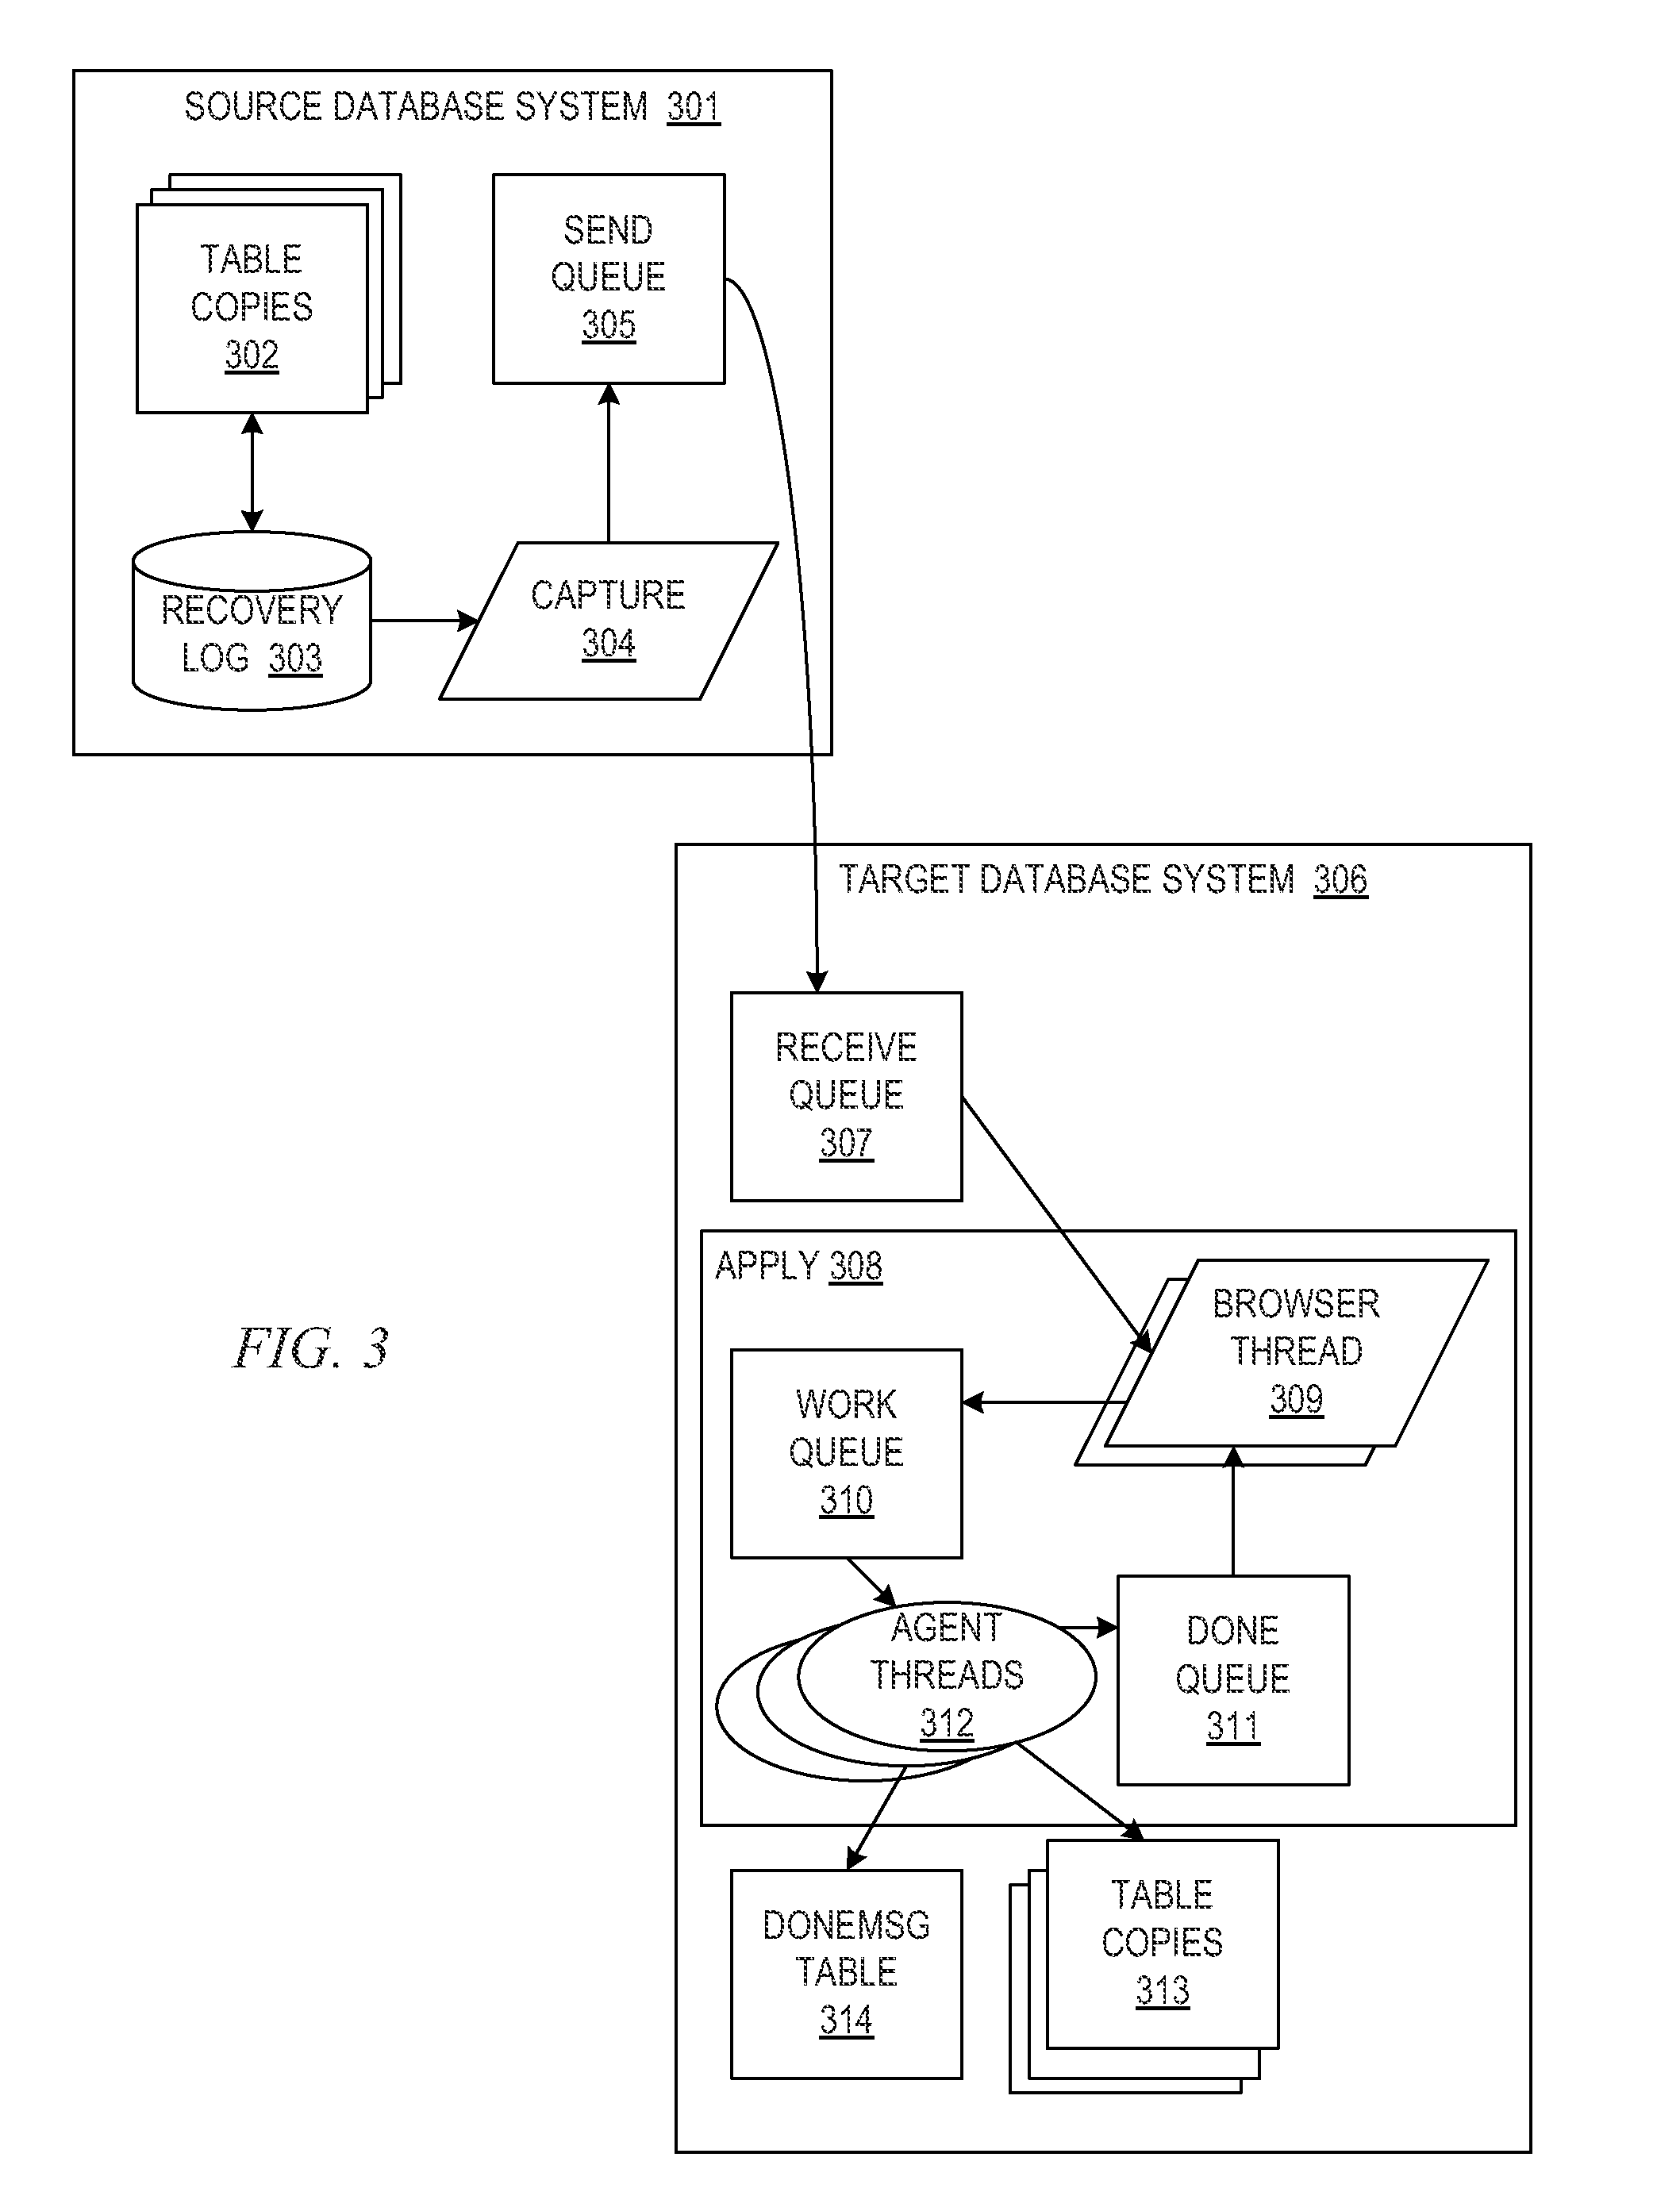 SOURCE DATABASE SYSTEM 301
TABLE
COPIES
302
SEND
QUEUE
305
RECOVERY
LOG 303
CAPTURE
304
TARGET DATABASE SYSTEM 306
RECEIVE
QUEUE
307
APPLY 308
BROWSER
THREAD
309
FIG. 3
WORK
QUEUE
310
AGENT
THREADS
312
DONE
QUEUE
311
DONEMSG
TABLE
314
TABLE
COPIES
313